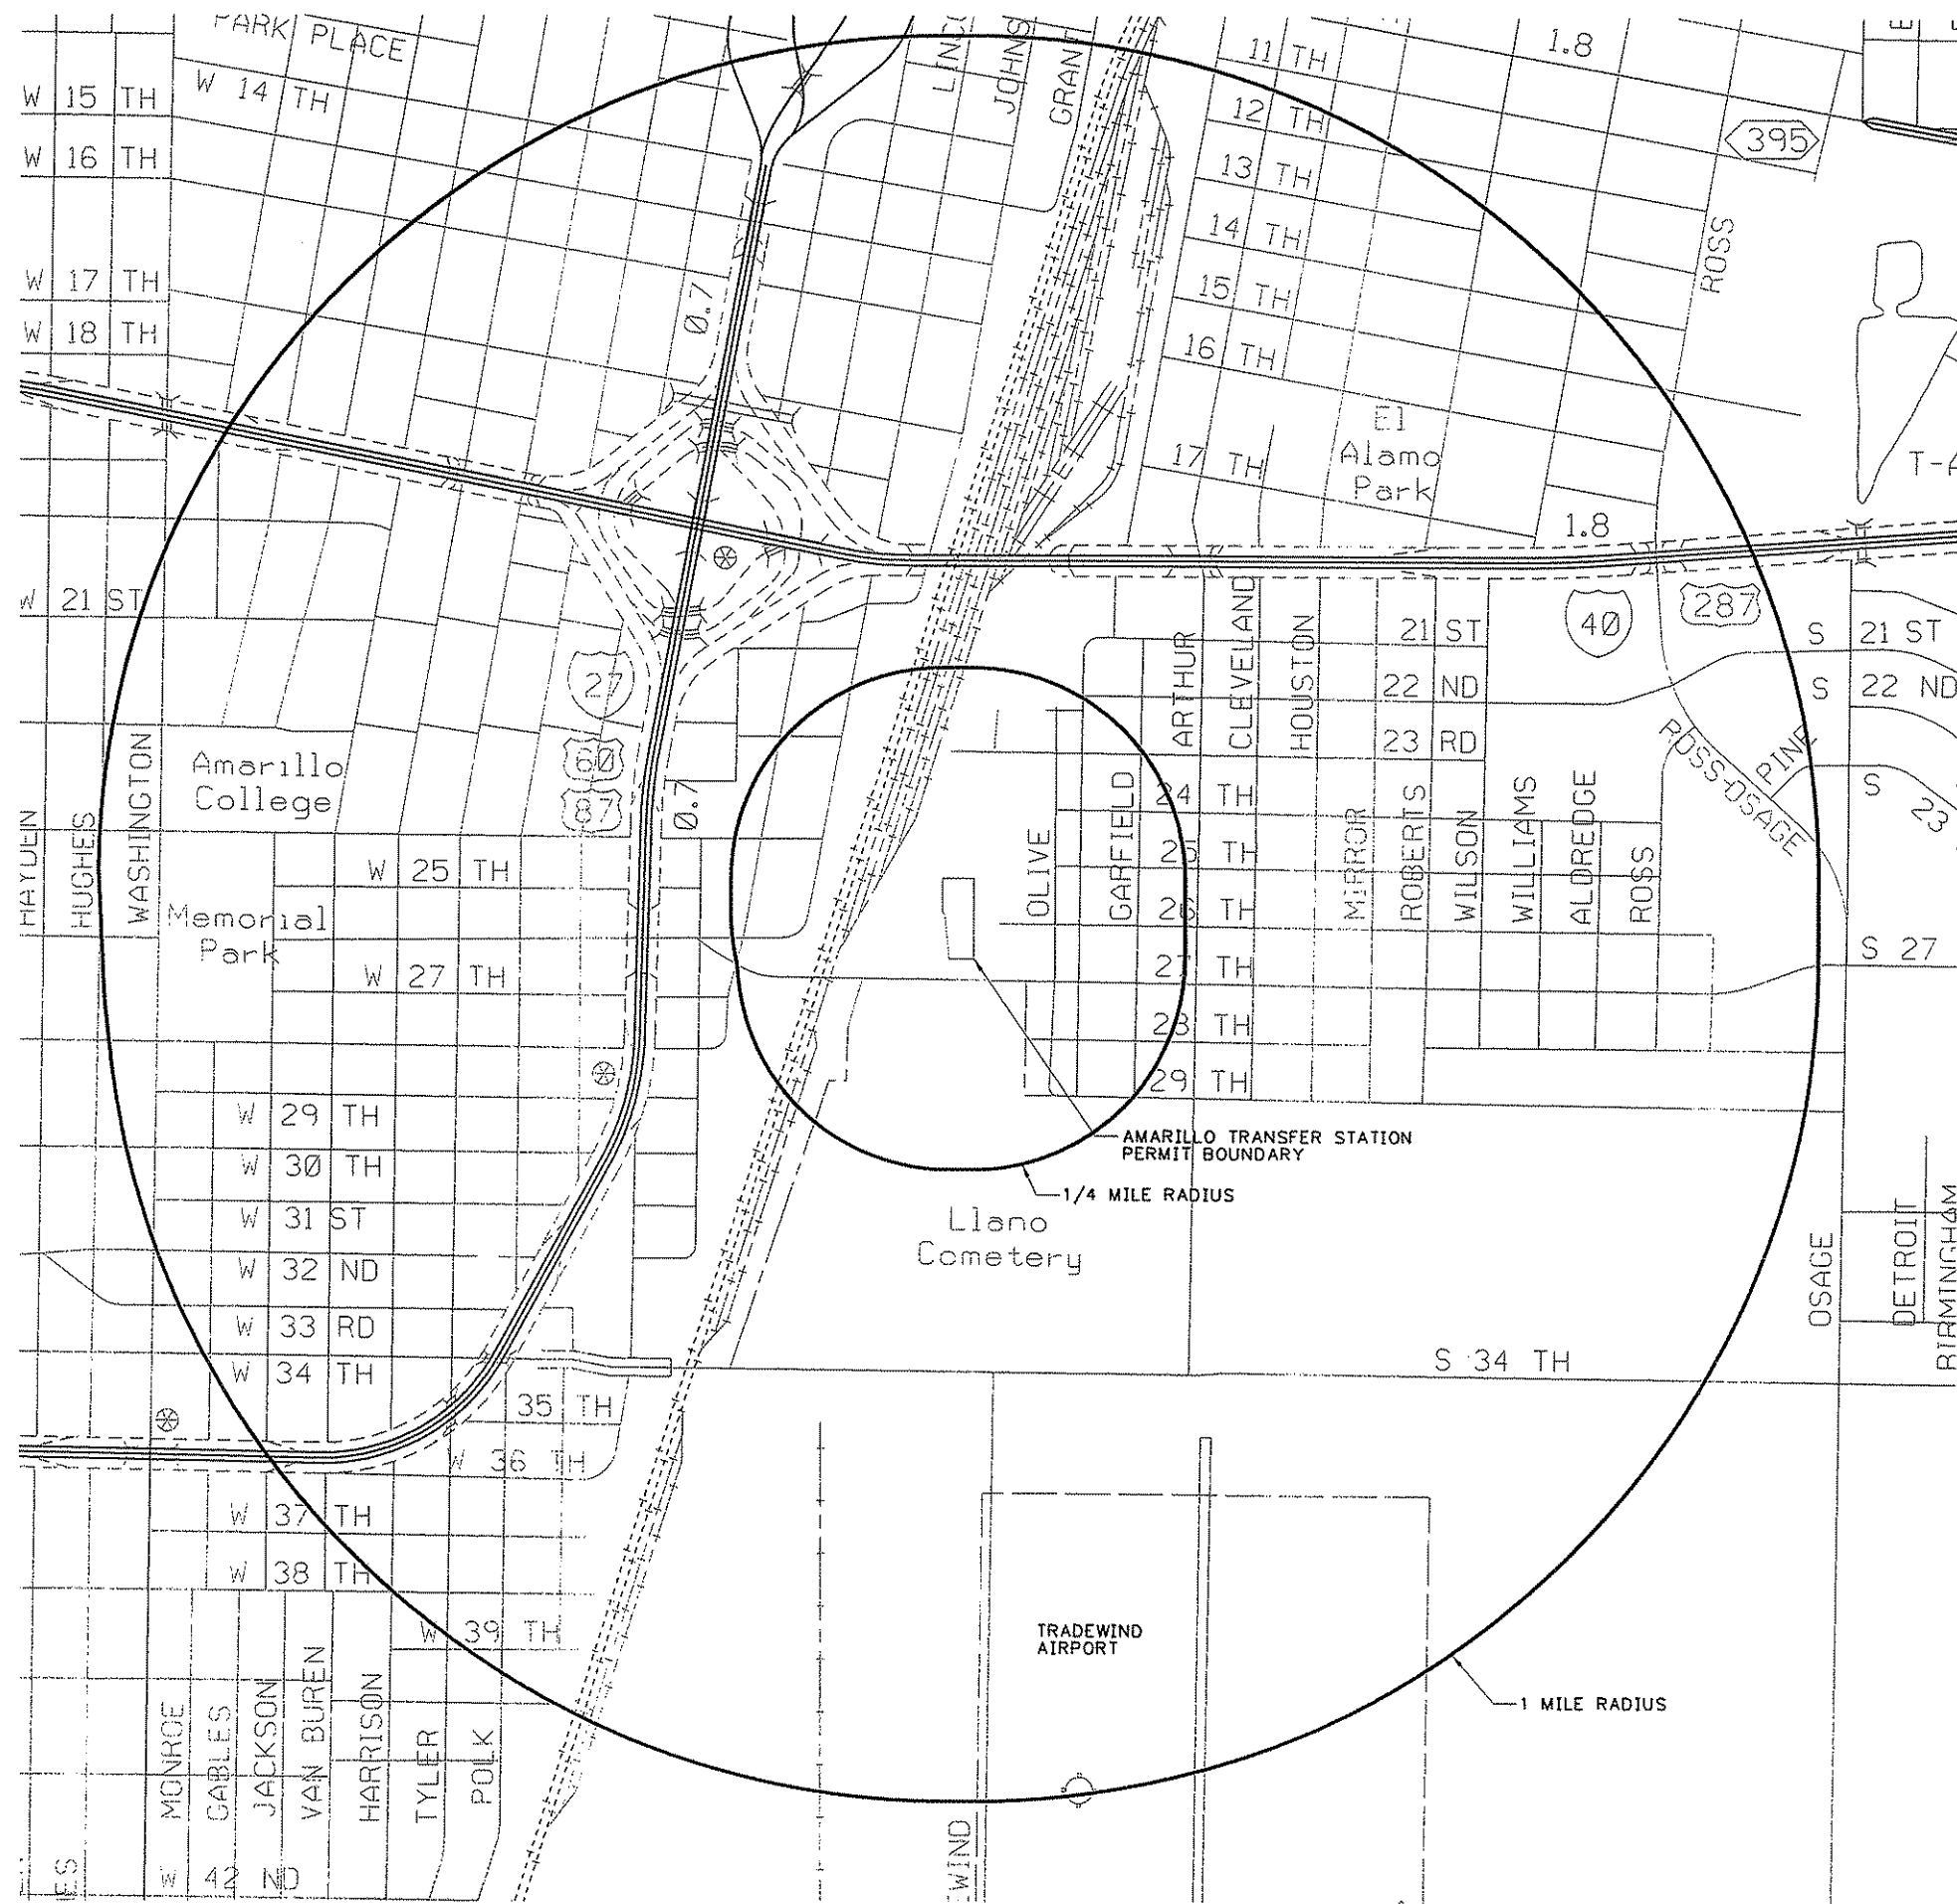 PARK PLACE
W 14 TH
W 15 TH
W 16 TH
W 17 TH
W 18 TH
GRANT
11 TH
12 TH
13 TH
14 TH
15 TH
16 TH
17 TH
1.8
395
ROSS
0.7
El
Alamo
Park
1.8
W 21 ST
27
60
87
0.7
40
287
Amarillo
College
Memorial
Park
HUGHES
WASHINGTON
W 25 TH
W 27 TH
OLIVE
GARFIELD
ARTHUR
CLEVELAND
HOUSTON
MIRROR
ROBERTS
WILSON
WILLIAMS
ALDREDGE
ROSS
21 ST
22 ND
23 RD
24 TH
25 TH
26 TH
27 TH
28 TH
29 TH
S 21 ST
S 22 ND
S 23
ROSS-OSAGE
PINE
S 27
W 29 TH
W 30 TH
W 31 ST
W 32 ND
W 33 RD
W 34 TH
35 TH
W 36 TH
W 37 TH
W 38 TH
W 39 TH
W 42 ND
AMARILLO TRANSFER STATION
PERMIT BOUNDARY
1/4 MILE RADIUS
Llano
Cometery
S 34 TH
OSAGE
DETROIT
BIRMINGHAM
TRADEWIND
AIRPORT
1 MILE RADIUS
MONROE
GABLES
JACKSON
VAN BUREN
HARRISON
TYLER
POLK